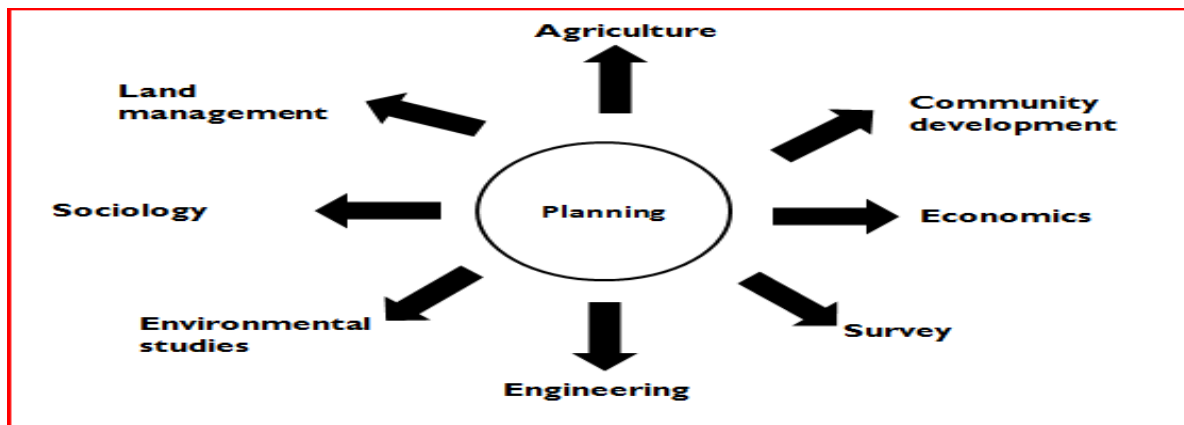 Agriculture
Land
management
Community
development
Sociology
Planning
Economics
Environmental
studies
Survey
Engineering